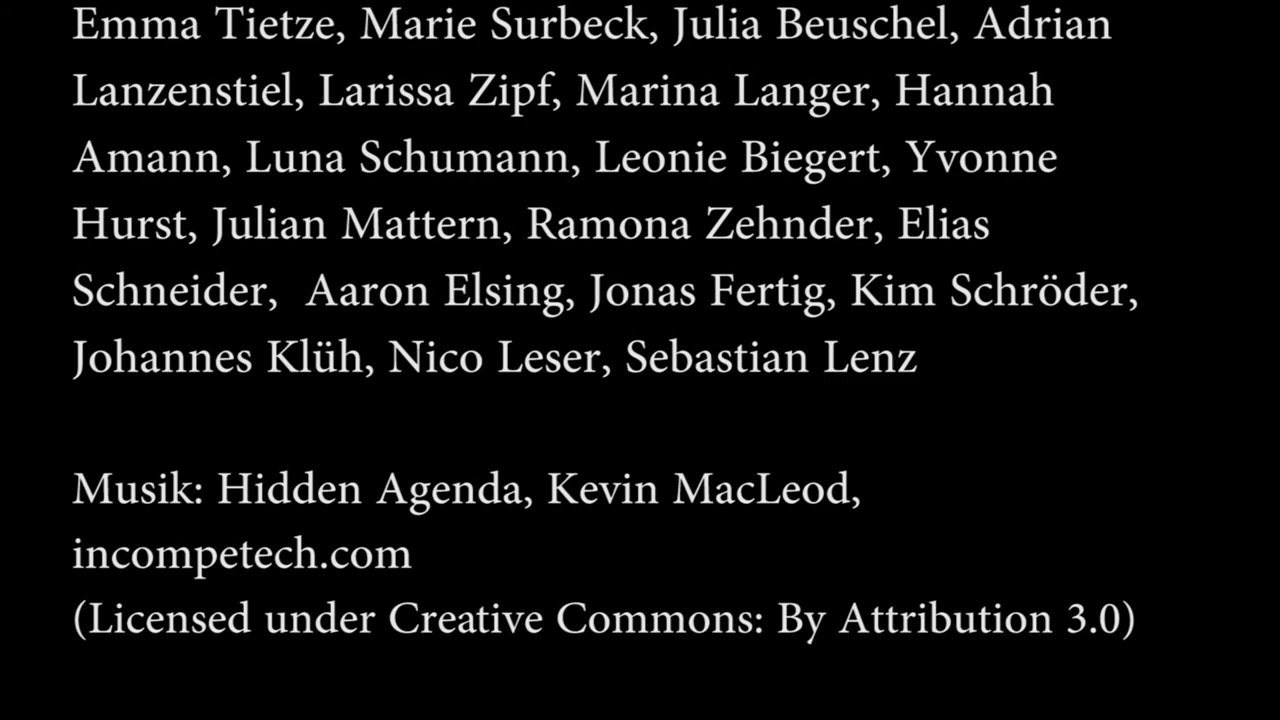 Emma Tietze, Marie Surbeck, Julia Beuschel, Adrian
Lanzenstiel, Larissa Zipf, Marina Langer, Hannah
Amann, Luna Schumann, Leonie Biegert, Yvonne
Hurst, Julian Mattern, Ramona Zehnder, Elias
Schneider,  Aaron Elsing, Jonas Fertig, Kim Schröder,
Johannes Klüh, Nico Leser, Sebastian Lenz
Musik: Hidden Agenda, Kevin MacLeod,
incompetech.com
(Licensed under Creative Commons: By Attribution 3.0)